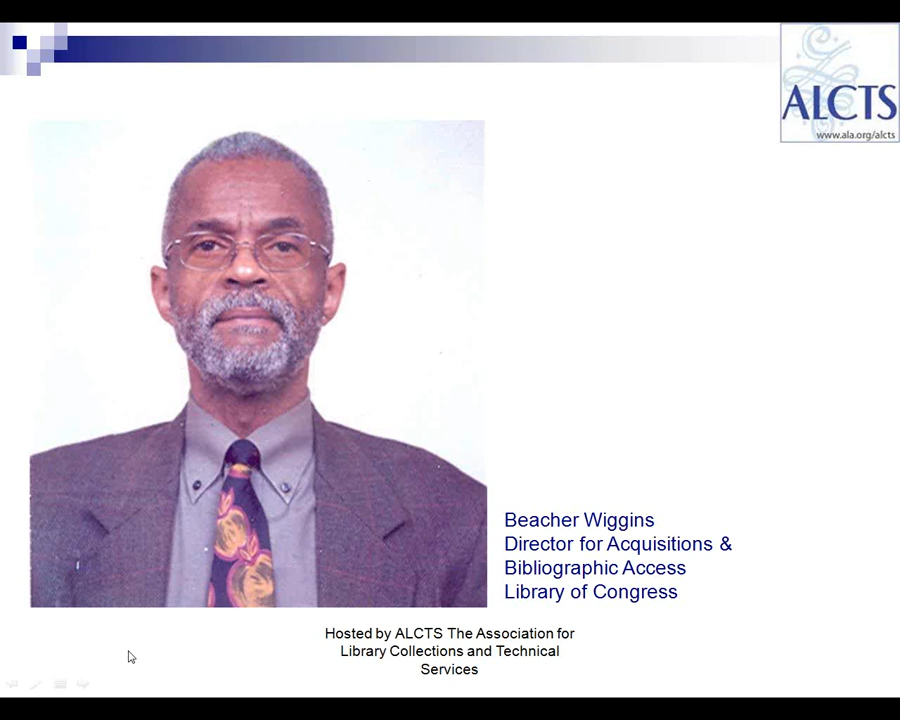 ALCTS
www.ala.org/alcts
Beacher Wiggins
Director for Acquisitions &
Bibliographic Access
Library of Congress
Hosted by ALCTS The Association for
Library Collections and Technical
Services